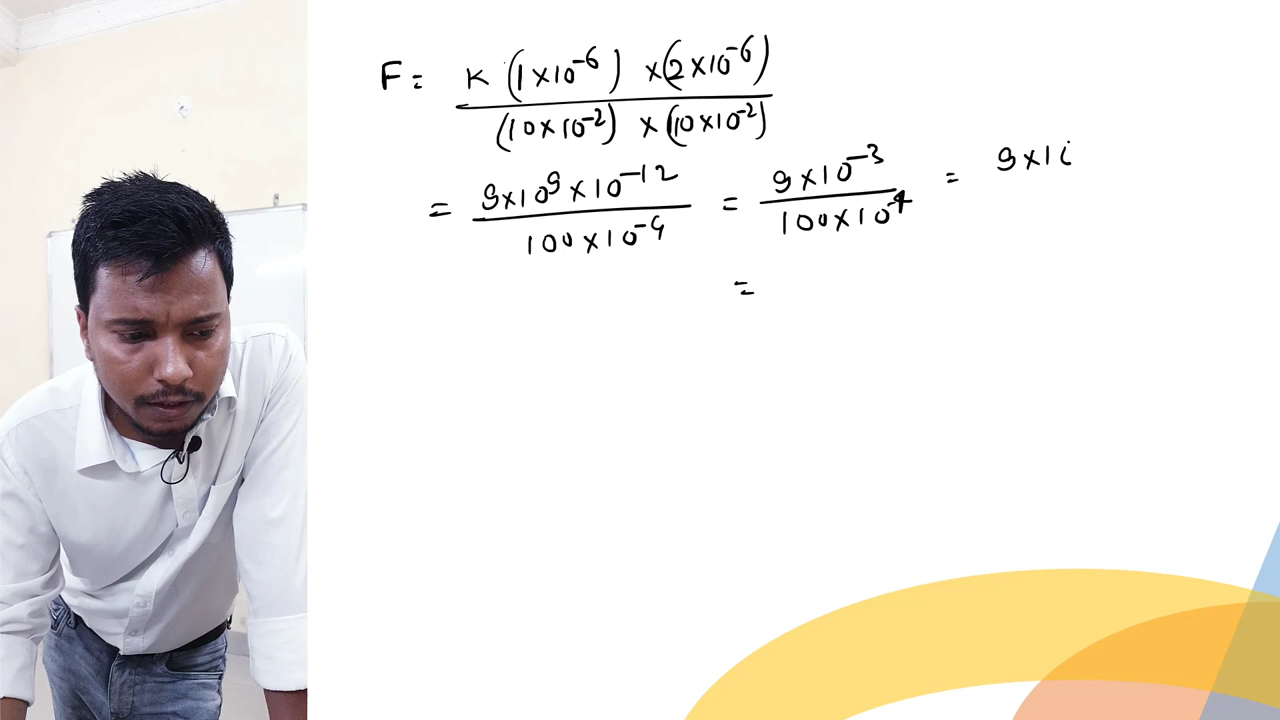 F = K (1×10⁻⁶) ×(2×10⁻⁶) / (10×10⁻²) × (10×10⁻²)
= 9×10⁹×10⁻¹² / 100×10⁻⁴ = 9×10⁻³ / 100×10⁻⁴ = 9×1
=